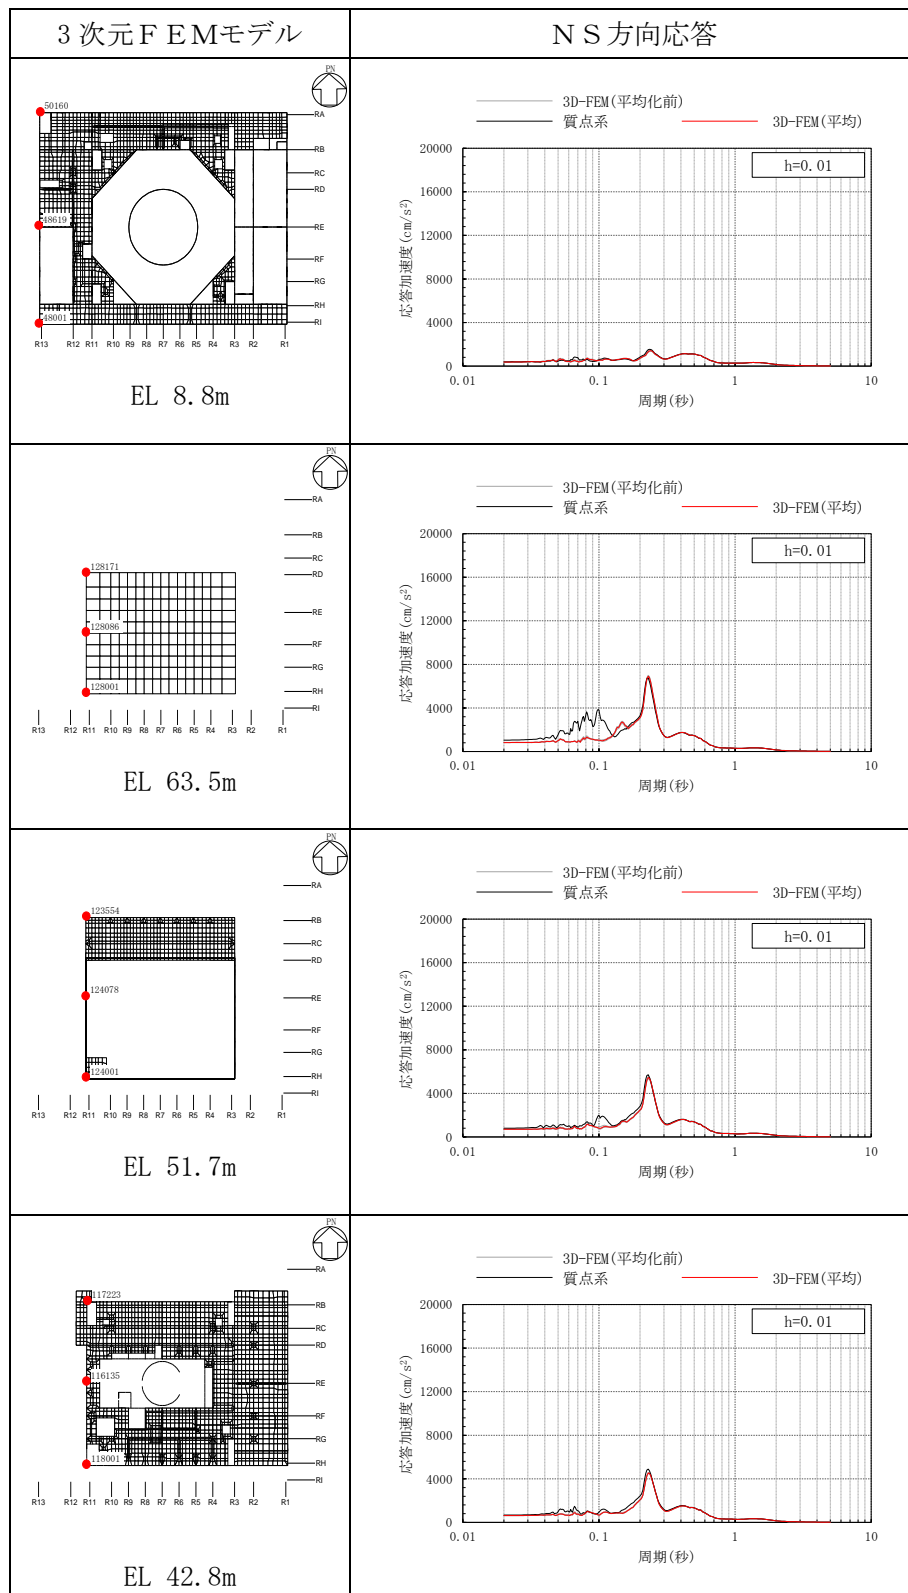 3次元FEMモデル
NS方向応答
PN
50160
RA
RB
RC
RD
48619
RE
RF
RG
RH
48001
RI
R13 R12 R11 R10 R9 R8 R7 R6 R5 R4 R3 R2 R1
EL 8.8m
3D-FEM(平均化前)
質点系
3D-FEM(平均)
h=0.01
応答加速度(cm/s²)
20000
16000
12000
8000
4000
0
0.01 0.1 1 10
周期(秒)
PN
RA
RB
RC
128171
RD
RE
128086
RF
RG
128001
RH
RI
R13 R12 R11 R10 R9 R8 R7 R6 R5 R4 R3 R2 R1
EL 63.5m
3D-FEM(平均化前)
質点系
3D-FEM(平均)
h=0.01
応答加速度(cm/s²)
20000
16000
12000
8000
4000
0
0.01 0.1 1 10
周期(秒)
PN
RA
123554
RB
RC
RD
124078
RE
RF
RG
124001
RH
RI
R13 R12 R11 R10 R9 R8 R7 R6 R5 R4 R3 R2 R1
EL 51.7m
3D-FEM(平均化前)
質点系
3D-FEM(平均)
h=0.01
応答加速度(cm/s²)
20000
16000
12000
8000
4000
0
0.01 0.1 1 10
周期(秒)
PN
RA
117223
RB
RC
RD
116135
RE
RF
RG
118001
RH
RI
R13 R12 R11 R10 R9 R8 R7 R6 R5 R4 R3 R2 R1
EL 42.8m
3D-FEM(平均化前)
質点系
3D-FEM(平均)
h=0.01
応答加速度(cm/s²)
20000
16000
12000
8000
4000
0
0.01 0.1 1 10
周期(秒)